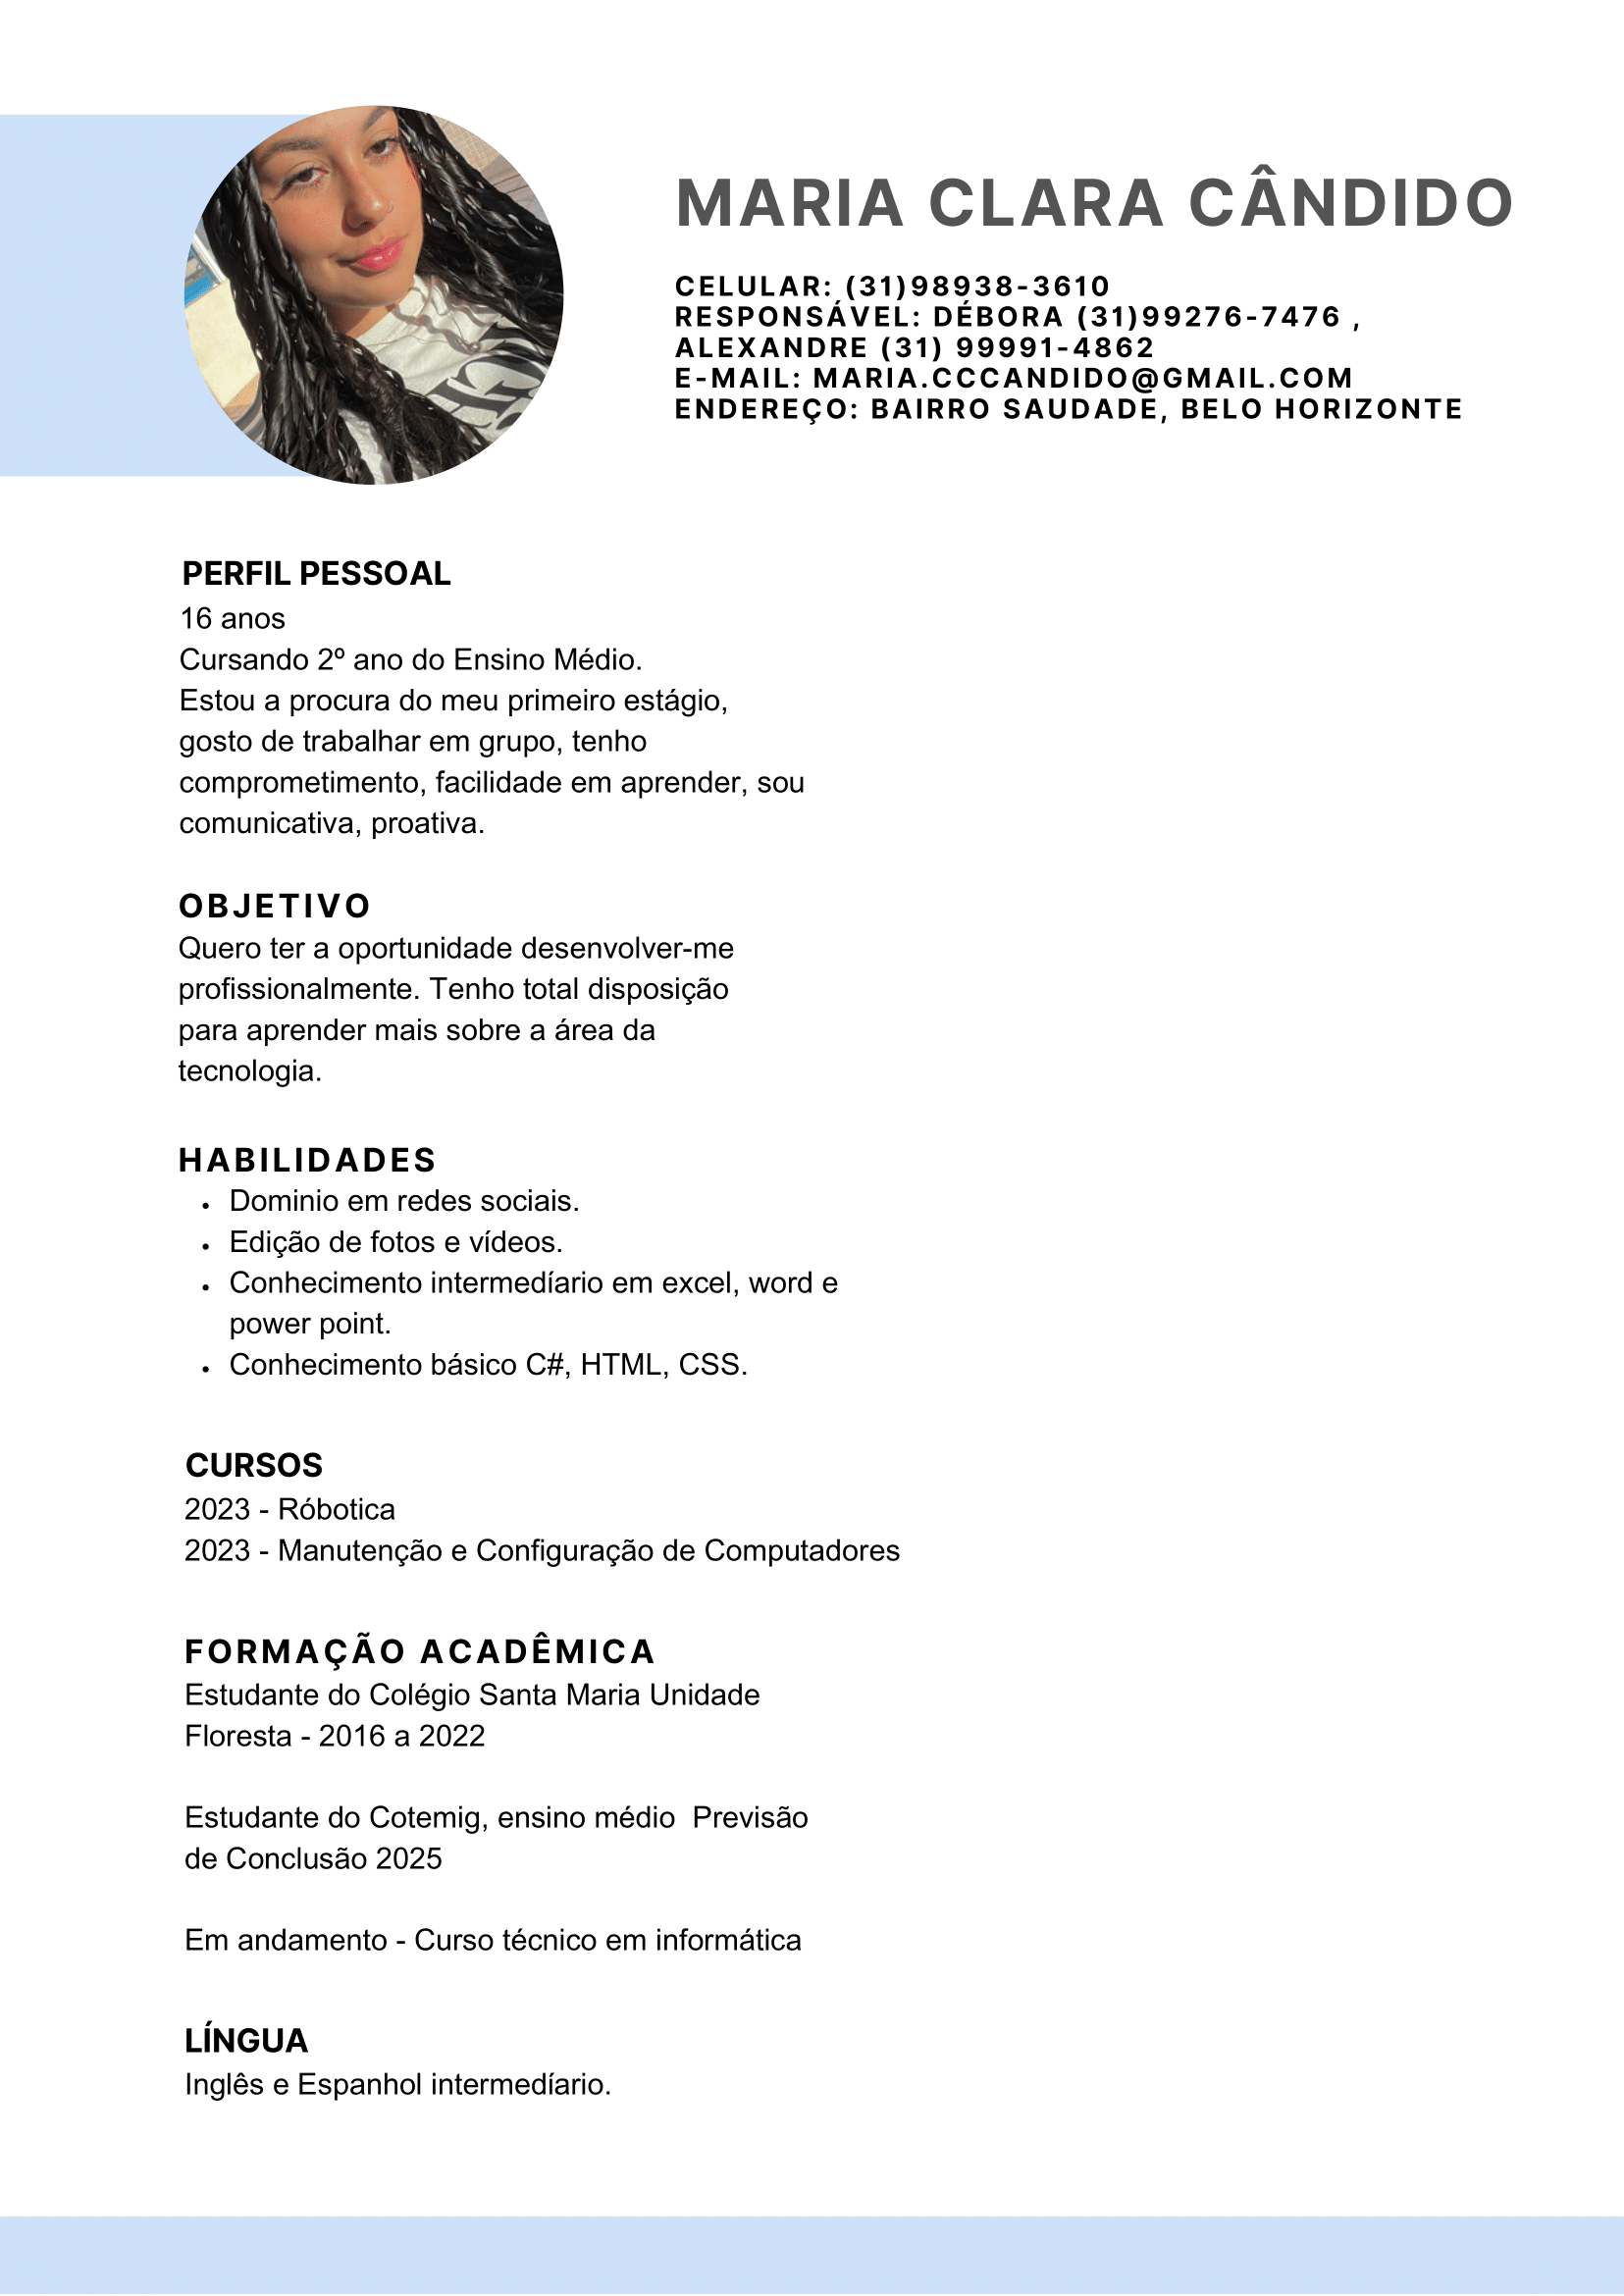 MARIA CLARA CÂNDIDO
CELULAR: (31)98938-3610
RESPONSÁVEL: DÉBORA (31)99276-7476 ,
ALEXANDRE (31) 99991-4862
E-MAIL: MARIA.CCCANDIDO@GMAIL.COM
ENDEREÇO: BAIRRO SAUDADE, BELO HORIZONTE
PERFIL PESSOAL
16 anos
Cursando 2º ano do Ensino Médio.
Estou a procura do meu primeiro estágio,
gosto de trabalhar em grupo, tenho
comprometimento, facilidade em aprender, sou
comunicativa, proativa.
OBJETIVO
Quero ter a oportunidade desenvolver-me
profissionalmente. Tenho total disposição
para aprender mais sobre a área da
tecnologia.
HABILIDADES
• Dominio em redes sociais.
• Edição de fotos e vídeos.
• Conhecimento intermedíario em excel, word e
power point.
• Conhecimento básico C#, HTML, CSS.
CURSOS
2023 - Róbotica
2023 - Manutenção e Configuração de Computadores
FORMAÇÃO ACADÊMICA
Estudante do Colégio Santa Maria Unidade
Floresta - 2016 a 2022
Estudante do Cotemig, ensino médio  Previsão
de Conclusão 2025
Em andamento - Curso técnico em informática
LÍNGUA
Inglês e Espanhol intermedíario.